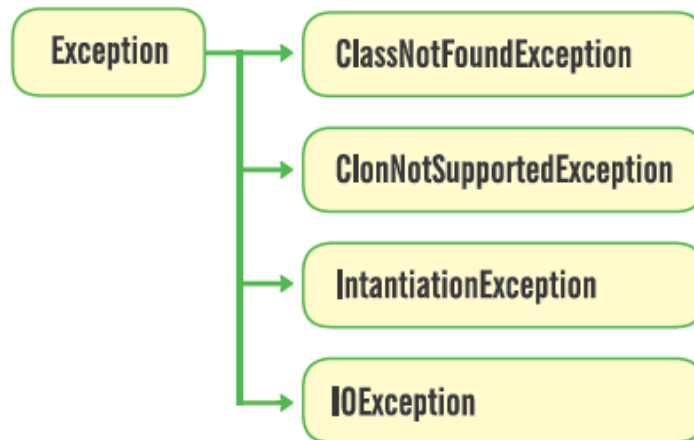 Exception
ClassNotFoundException
ClonNotSupportedException
IntantiationException
IOException